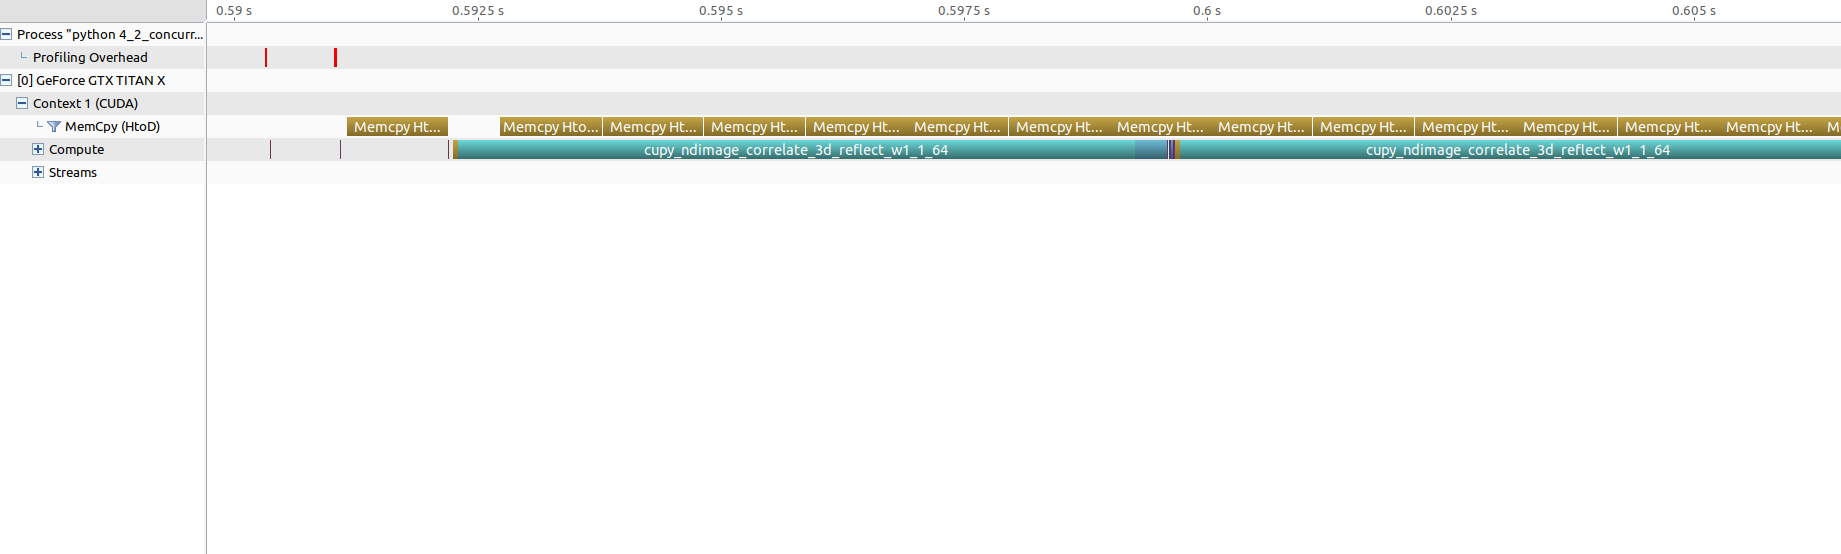 0.59 s 0.5925 s 0.595 s 0.5975 s 0.6 s 0.6025 s 0.605 s
Process "python 4_2_concurr...
Profiling Overhead
[0] GeForce GTX TITAN X
Context 1 (CUDA)
MemCpy (HtoD) Memcpy Ht... Memcpy Hto... Memcpy Ht... Memcpy Ht... Memcpy Ht... Memcpy Ht... Memcpy Ht... Memcpy Ht... Memcpy Ht... Memcpy Ht... Memcpy Ht... Memcpy Ht... Memcpy Ht... Memcpy Ht... M
Compute cupy_ndimage_correlate_3d_reflect_w1_1_64 cupy_ndimage_correlate_3d_reflect_w1_1_64
Streams